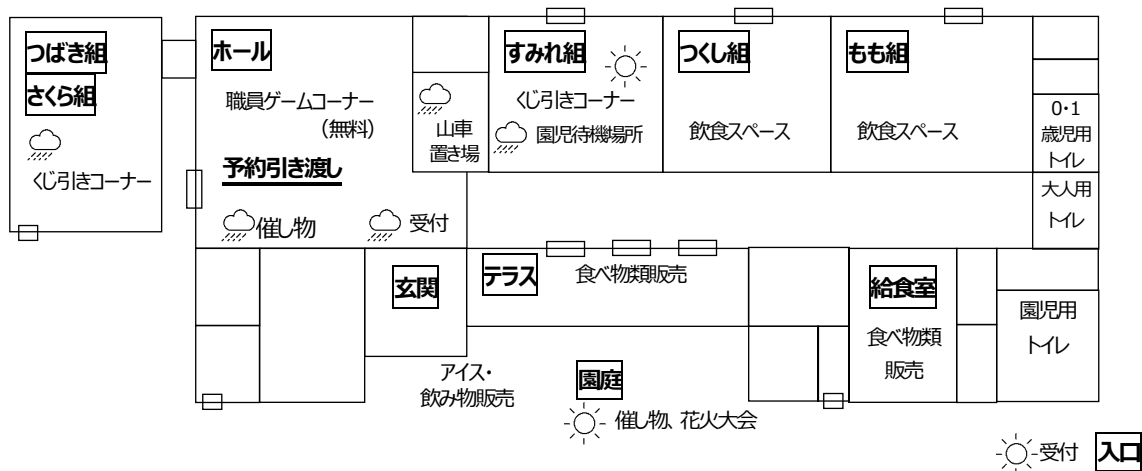 つばき組
さくら組
くじ引きコーナー
ホール
職員ゲームコーナー
（無料）
予約引き渡し
催し物
受付
山車
置き場
すみれ組
くじ引きコーナー
園児待機場所
つくし組
飲食スペース
もも組
飲食スペース
0・1
歳児用
トイレ
大人用
トイレ
玄関
テラス
食べ物類販売
給食室
食べ物類
販売
園児用
トイレ
アイス・
飲み物販売
園庭
催し物、花火大会
受付
入口